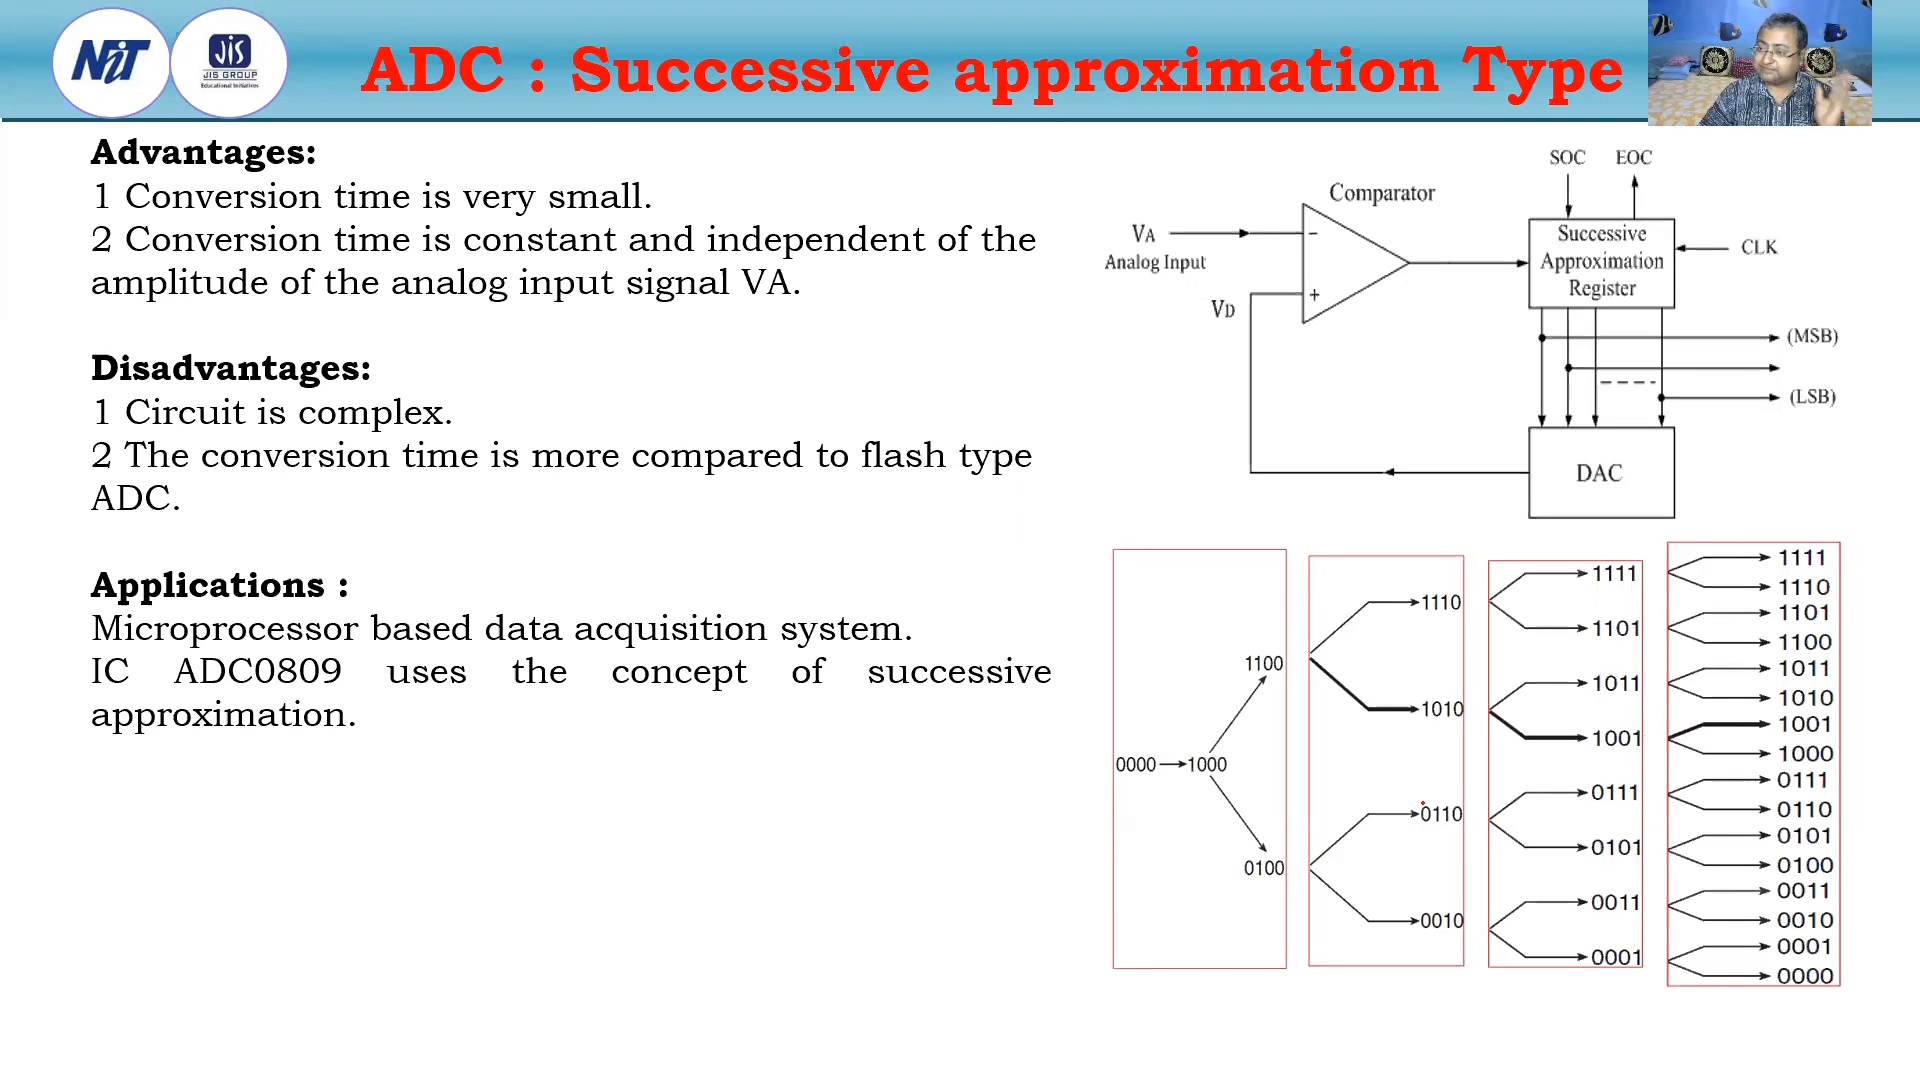 NiT
JIS
JIS GROUP
Educational Initiatives
ADC : Successive approximation Type
Advantages:
1 Conversion time is very small.
2 Conversion time is constant and independent of the
amplitude of the analog input signal VA.
Disadvantages:
1 Circuit is complex.
2 The conversion time is more compared to flash type
ADC.
Applications :
Microprocessor based data acquisition system.
IC ADC0809 uses the concept of successive
approximation.
SOC EOC
Comparator
VA
Analog Input
VD
−
+
Successive
Approximation
Register
CLK
(MSB)
(LSB)
DAC
0000
1000
1100
0100
1110
1010
0110
0010
1111
1101
1011
1001
0111
0101
0011
0001
1111
1110
1101
1100
1011
1010
1001
1000
0111
0110
0101
0100
0011
0010
0001
0000